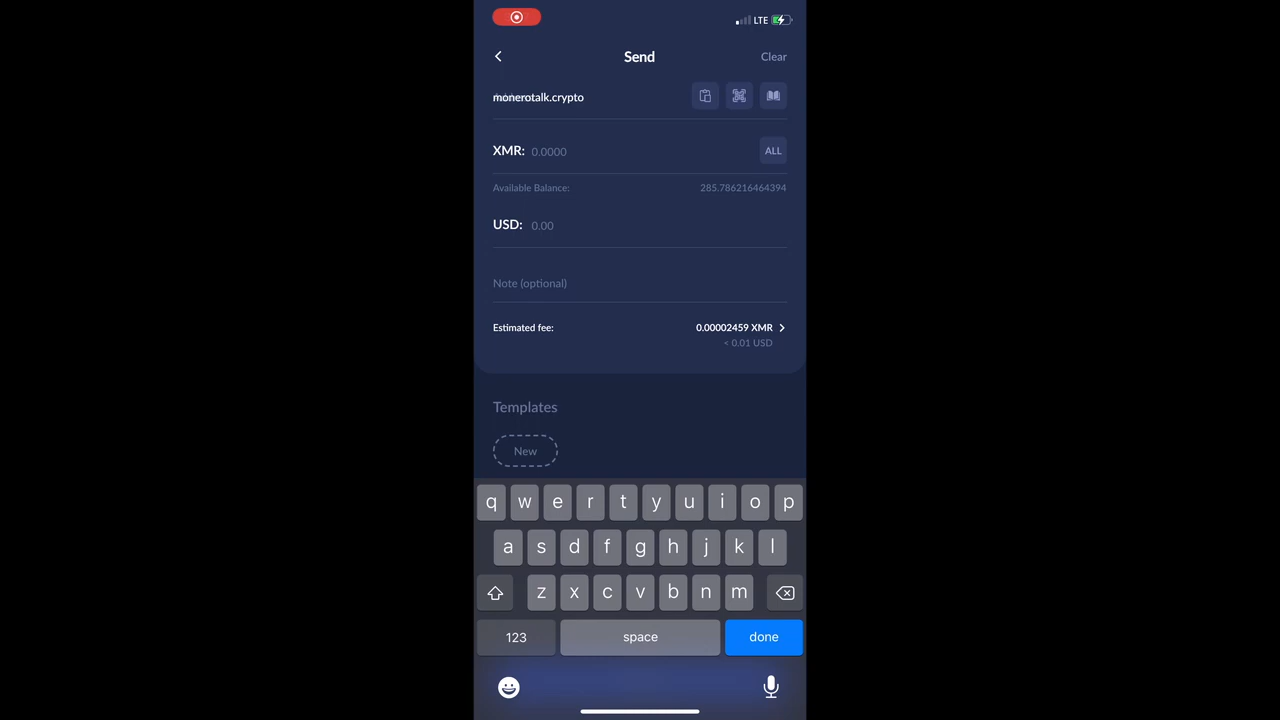 LTE
Send
Clear
monerotalk.crypto
XMR: 0.0000
ALL
Available Balance: 285.786216464394
USD: 0.00
Note (optional)
Estimated fee: 0.00002459 XMR
< 0.01 USD
Templates
New
q w e r t y u i o p
a s d f g h j k l
z x c v b n m
123 space done